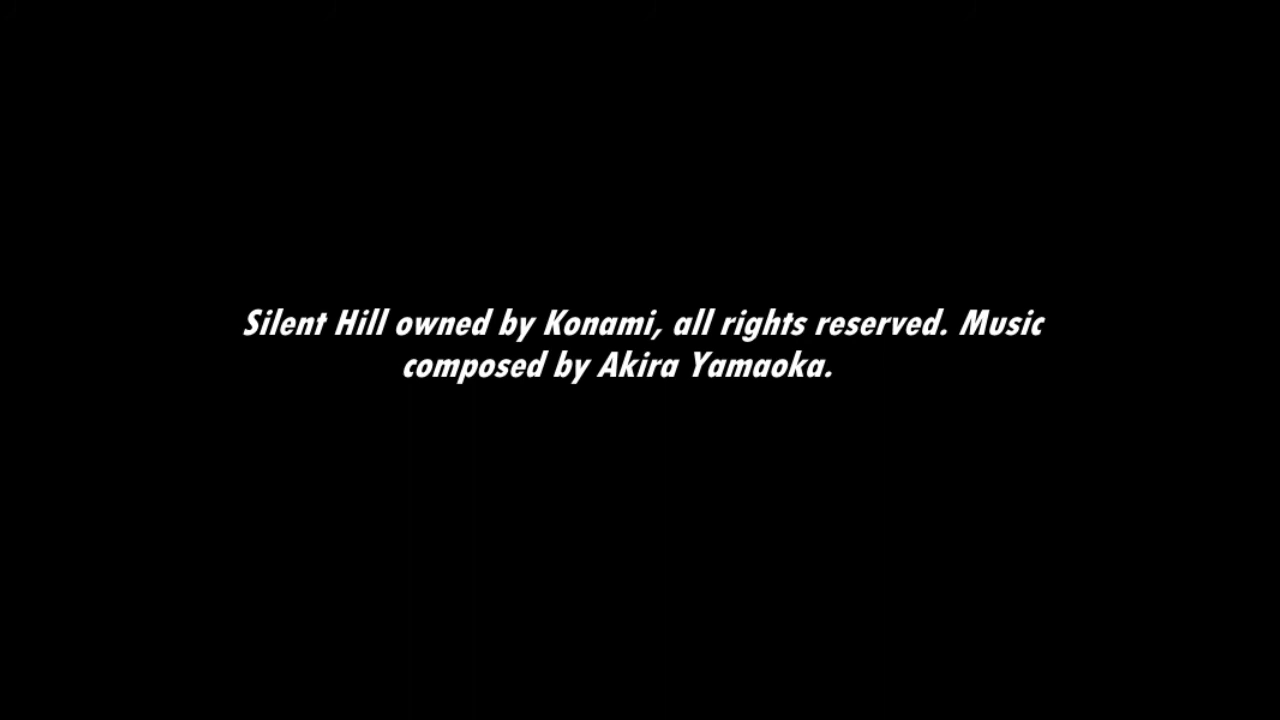 Silent Hill owned by Konami, all rights reserved. Music
composed by Akira Yamaoka.